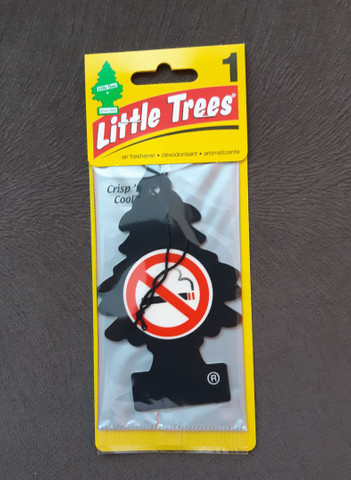 1
Little Trees
Little Trees®
air freshener • désodorisant • aromatizante
Crisp 'n
Cool
®